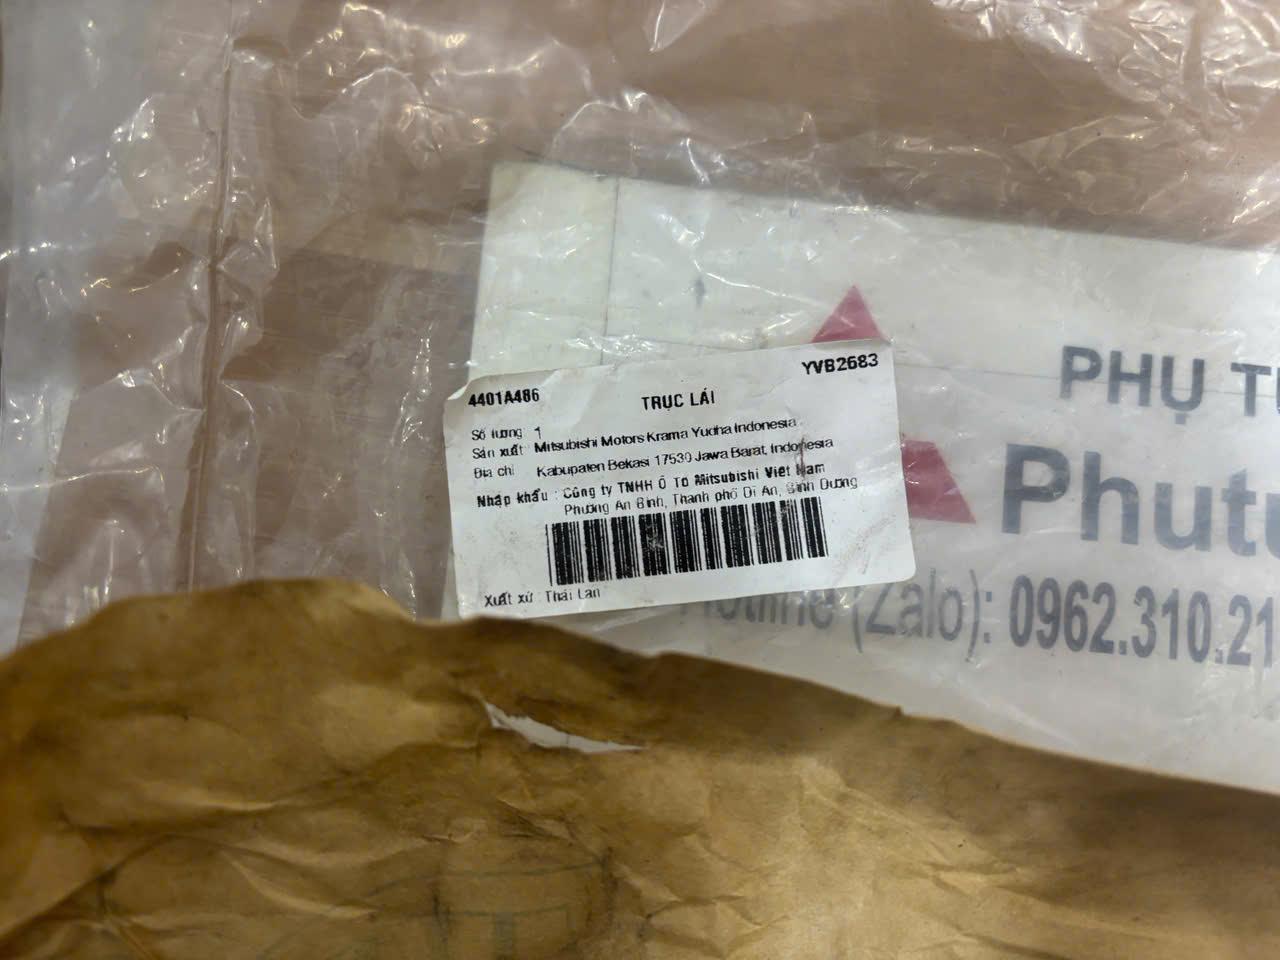 4401A486
YVB2683
TRỤC LÁI
Số lượng 1
Sản xuất Mitsubishi Motors Krama Yudha Indonesia
Địa chỉ Kabupaten Bekasi 17530 Jawa Barat, Indonesia
Nhập khẩu : Công ty TNHH Ô TÔ Mitsubishi Việt Nam
Phường An Bình, Thành phố Dĩ An, Bình Dương
Xuất xứ : Thái Lan
PHỤ T
Phutu
Hotline (Zalo): 0962.310.21